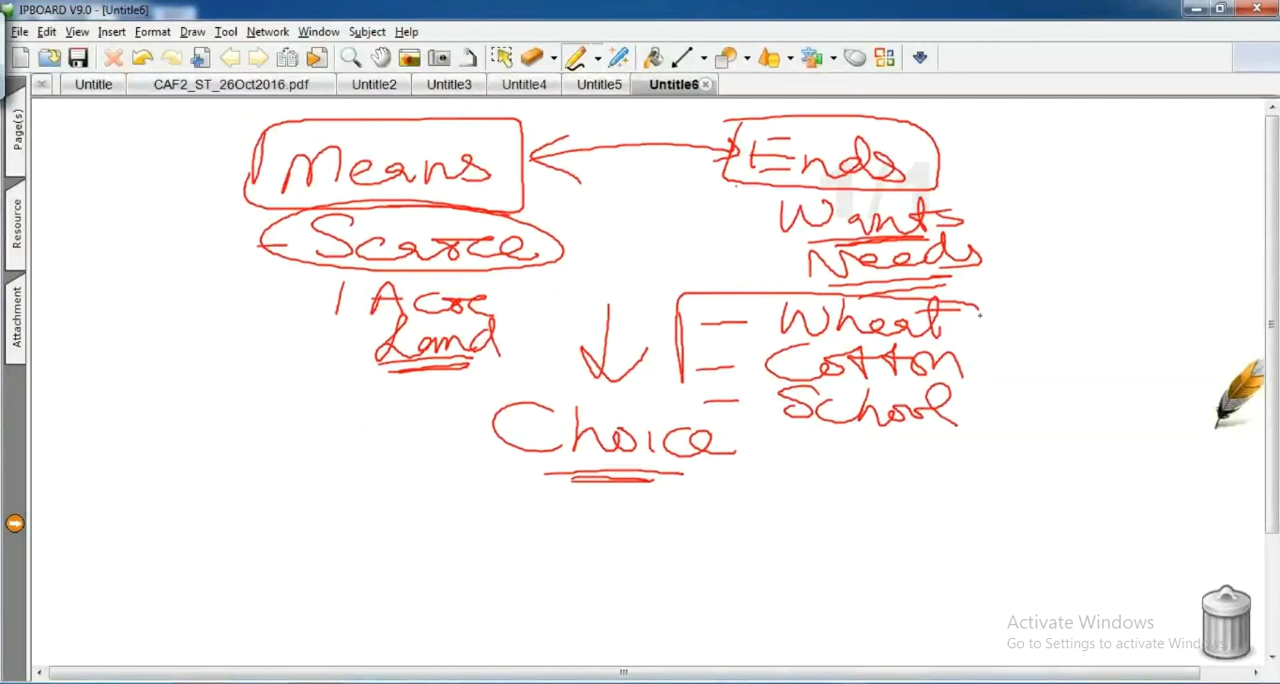 IPBOARD V9.0 - [Untitle6]
File Edit View Insert Format Draw Tool Network Window Subject Help
Untitle CAF2_ST_26Oct2016.pdf Untitle2 Untitle3 Untitle4 Untitle5 Untitle6
Page(s)
Resource
Attachment
Means Ends
- Scarce Wants
Needs
1 Acre
Land
- Wheat
- Cotton
- School
Choice
1/1
Activate Windows
Go to Settings to activate Windows.